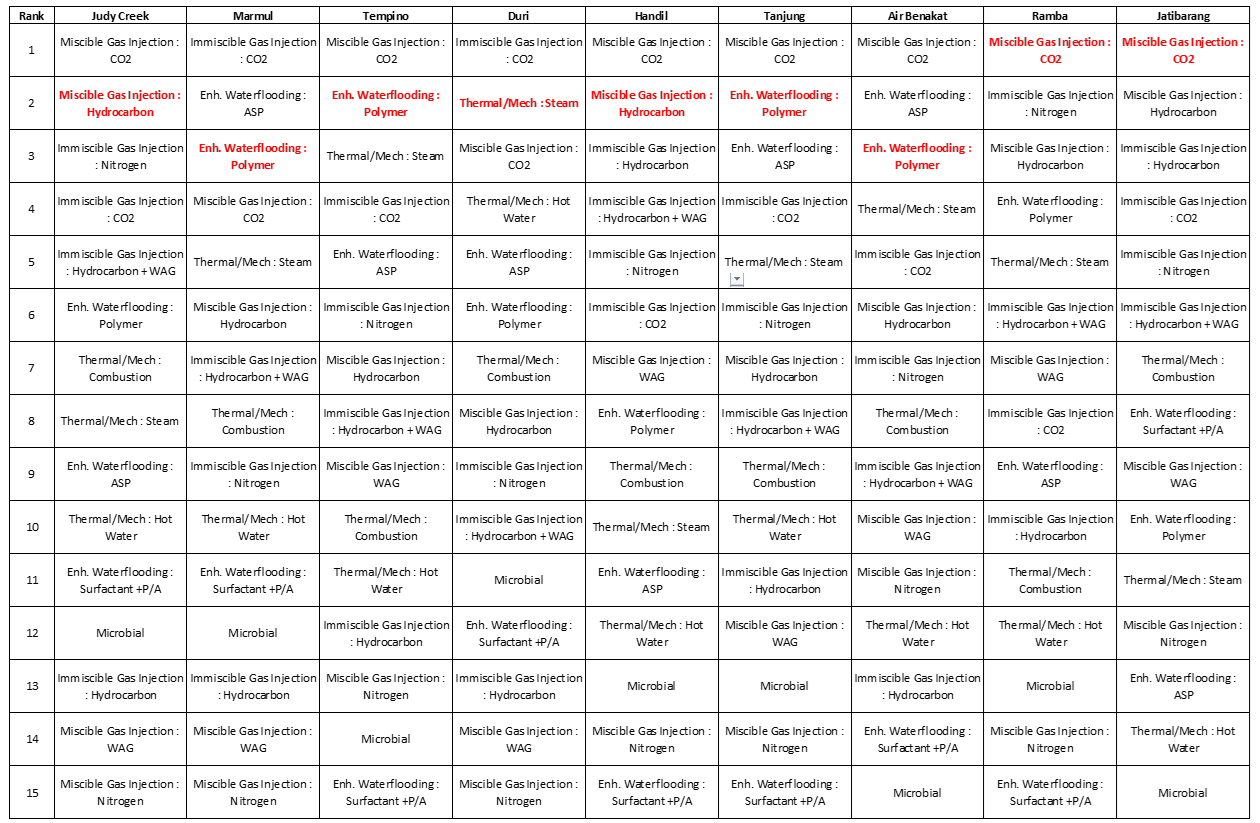 Rank Judy Creek Marmul Tempino Duri Handil Tanjung Air Benakat Ramba Jatibarang
1 Miscible Gas Injection : CO2 Immiscible Gas Injection : CO2 Miscible Gas Injection : CO2 Immiscible Gas Injection : CO2 Miscible Gas Injection : CO2 Miscible Gas Injection : CO2 Miscible Gas Injection : CO2 Miscible Gas Injection : CO2 Miscible Gas Injection : CO2
2 Miscible Gas Injection : Hydrocarbon Enh. Waterflooding : ASP Enh. Waterflooding : Polymer Thermal/Mech : Steam Miscible Gas Injection : Hydrocarbon Enh. Waterflooding : Polymer Enh. Waterflooding : ASP Immiscible Gas Injection : Nitrogen Miscible Gas Injection : Hydrocarbon
3 Immiscible Gas Injection : Nitrogen Enh. Waterflooding : Polymer Thermal/Mech : Steam Miscible Gas Injection : CO2 Immiscible Gas Injection : Hydrocarbon Enh. Waterflooding : ASP Enh. Waterflooding : Polymer Miscible Gas Injection : Hydrocarbon Immiscible Gas Injection : Hydrocarbon
4 Immiscible Gas Injection : CO2 Miscible Gas Injection : CO2 Immiscible Gas Injection : CO2 Thermal/Mech : Hot Water Immiscible Gas Injection : Hydrocarbon + WAG Immiscible Gas Injection : CO2 Thermal/Mech : Steam Enh. Waterflooding : Polymer Immiscible Gas Injection : CO2
5 Immiscible Gas Injection : Hydrocarbon + WAG Thermal/Mech : Steam Enh. Waterflooding : ASP Enh. Waterflooding : ASP Immiscible Gas Injection : Nitrogen Thermal/Mech : Steam Immiscible Gas Injection : CO2 Thermal/Mech : Steam Immiscible Gas Injection : Nitrogen
6 Enh. Waterflooding : Polymer Miscible Gas Injection : Hydrocarbon Immiscible Gas Injection : Nitrogen Enh. Waterflooding : Polymer Immiscible Gas Injection : CO2 Immiscible Gas Injection : Nitrogen Miscible Gas Injection : Hydrocarbon Immiscible Gas Injection : Hydrocarbon + WAG Immiscible Gas Injection : Hydrocarbon + WAG
7 Thermal/Mech : Combustion Immiscible Gas Injection : Hydrocarbon + WAG Miscible Gas Injection : Hydrocarbon Thermal/Mech : Combustion Miscible Gas Injection : WAG Miscible Gas Injection : Hydrocarbon Immiscible Gas Injection : Nitrogen Miscible Gas Injection : WAG Thermal/Mech : Combustion
8 Thermal/Mech : Steam Thermal/Mech : Combustion Immiscible Gas Injection : Hydrocarbon + WAG Miscible Gas Injection : Hydrocarbon Enh. Waterflooding : Polymer Immiscible Gas Injection : Hydrocarbon + WAG Thermal/Mech : Combustion Immiscible Gas Injection : CO2 Enh. Waterflooding : Surfactant +P/A
9 Enh. Waterflooding : ASP Immiscible Gas Injection : Nitrogen Miscible Gas Injection : WAG Immiscible Gas Injection : Nitrogen Thermal/Mech : Combustion Thermal/Mech : Combustion Immiscible Gas Injection : Hydrocarbon + WAG Enh. Waterflooding : ASP Miscible Gas Injection : WAG
10 Thermal/Mech : Hot Water Thermal/Mech : Hot Water Thermal/Mech : Combustion Immiscible Gas Injection : Hydrocarbon + WAG Thermal/Mech : Steam Thermal/Mech : Hot Water Miscible Gas Injection : WAG Immiscible Gas Injection : Hydrocarbon Enh. Waterflooding : Polymer
11 Enh. Waterflooding : Surfactant +P/A Enh. Waterflooding : Surfactant +P/A Thermal/Mech : Hot Water Microbial Enh. Waterflooding : ASP Immiscible Gas Injection : Hydrocarbon Miscible Gas Injection : Nitrogen Thermal/Mech : Combustion Thermal/Mech : Steam
12 Microbial Microbial Immiscible Gas Injection : Hydrocarbon Enh. Waterflooding : Surfactant +P/A Thermal/Mech : Hot Water Miscible Gas Injection : WAG Thermal/Mech : Hot Water Thermal/Mech : Hot Water Miscible Gas Injection : Nitrogen
13 Immiscible Gas Injection : Hydrocarbon Immiscible Gas Injection : Hydrocarbon Miscible Gas Injection : Nitrogen Immiscible Gas Injection : Hydrocarbon Microbial Microbial Immiscible Gas Injection : Hydrocarbon Microbial Enh. Waterflooding : ASP
14 Miscible Gas Injection : WAG Miscible Gas Injection : WAG Microbial Miscible Gas Injection : WAG Miscible Gas Injection : Nitrogen Miscible Gas Injection : Nitrogen Enh. Waterflooding : Surfactant +P/A Miscible Gas Injection : Nitrogen Thermal/Mech : Hot Water
15 Miscible Gas Injection : Nitrogen Miscible Gas Injection : Nitrogen Enh. Waterflooding : Surfactant +P/A Miscible Gas Injection : Nitrogen Enh. Waterflooding : Surfactant +P/A Enh. Waterflooding : Surfactant +P/A Microbial Enh. Waterflooding : Surfactant +P/A Microbial